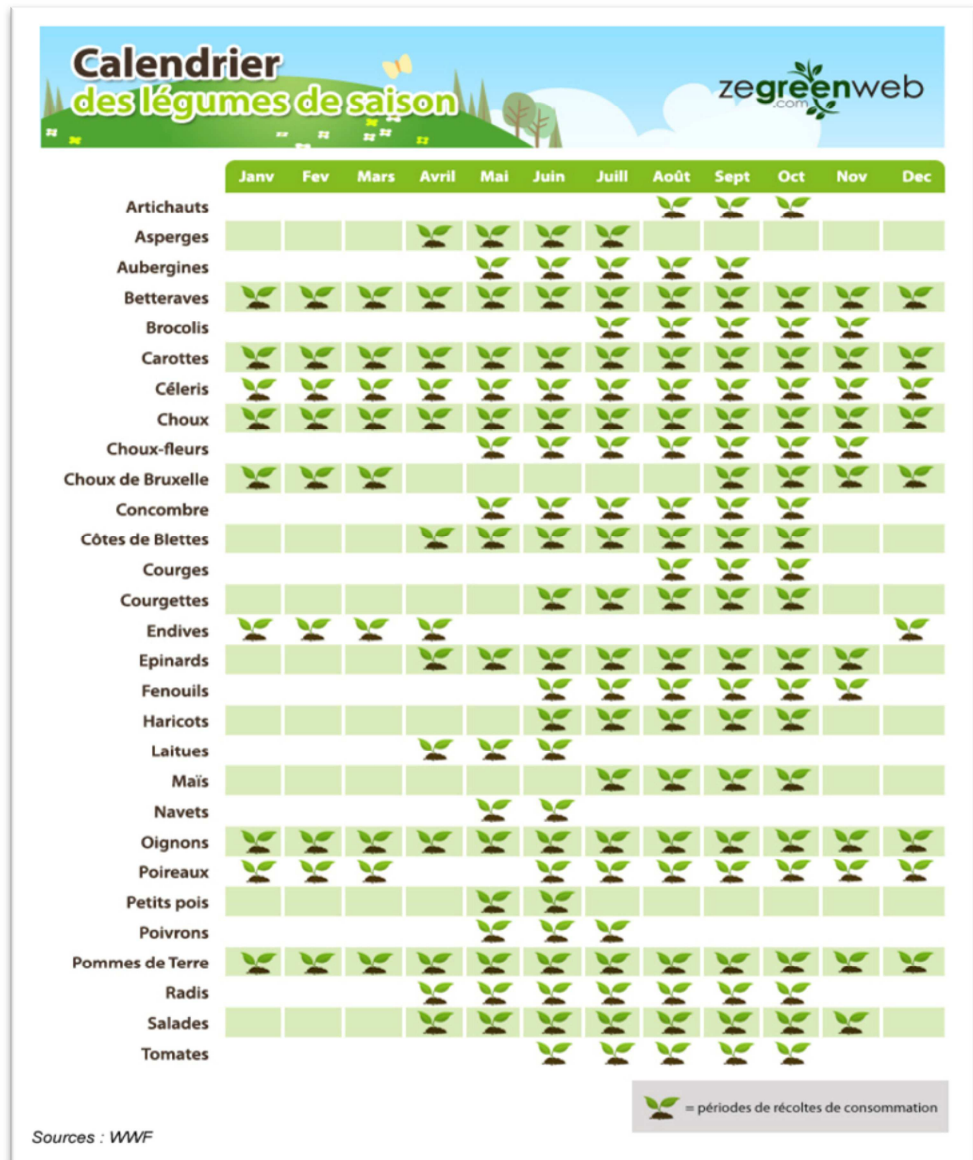 Calendrier
des légumes de saison
zegreenweb
.com
Janv Fev Mars Avril Mai Juin Juill Août Sept Oct Nov Dec
Artichauts
Asperges
Aubergines
Betteraves
Brocolis
Carottes
Céleris
Choux
Choux-fleurs
Choux de Bruxelle
Concombre
Côtes de Blettes
Courges
Courgettes
Endives
Epinards
Fenouils
Haricots
Laitues
Maïs
Navets
Oignons
Poireaux
Petits pois
Poivrons
Pommes de Terre
Radis
Salades
Tomates
= périodes de récoltes de consommation
Sources : WWF